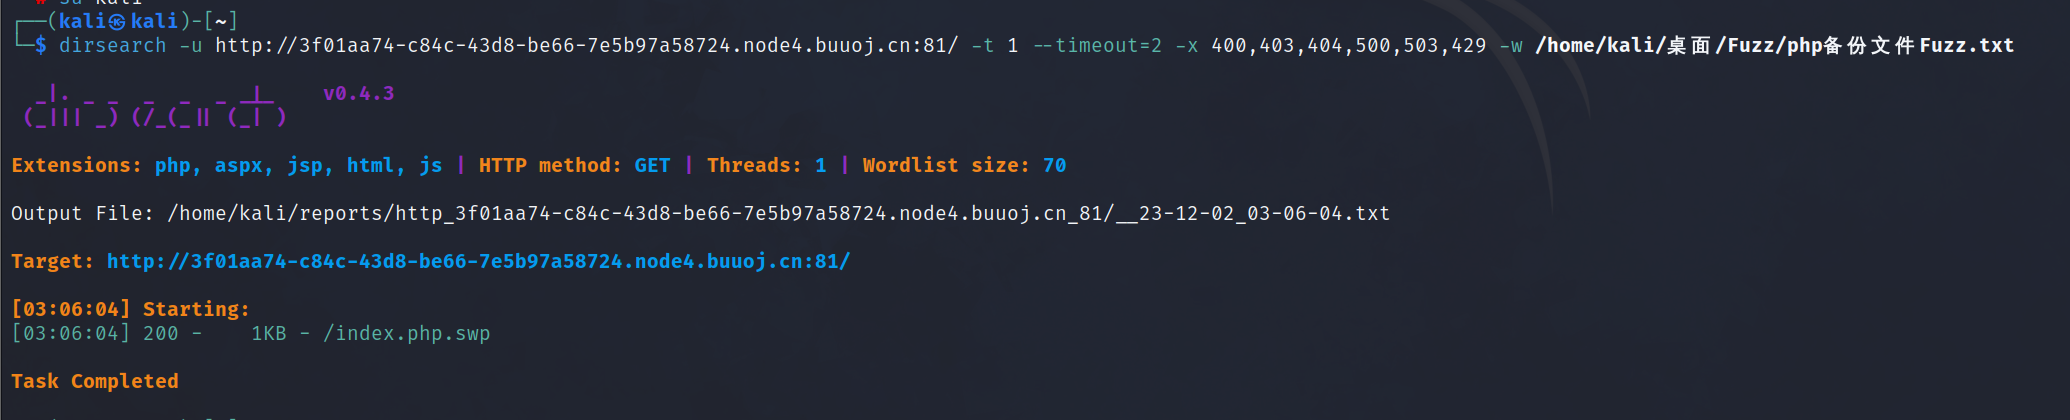 # su kali
┌──(kali㉿kali)-[~]
└─$ dirsearch -u http://3f01aa74-c84c-43d8-be66-7e5b97a58724.node4.buuoj.cn:81/ -t 1 --timeout=2 -x 400,403,404,500,503,429 -w /home/kali/桌面/Fuzz/php备份文件Fuzz.txt
_|. _ _  _  _  _ _|_    v0.4.3
(_||| _) (/_(_|| (_| )
Extensions: php, aspx, jsp, html, js | HTTP method: GET | Threads: 1 | Wordlist size: 70
Output File: /home/kali/reports/http_3f01aa74-c84c-43d8-be66-7e5b97a58724.node4.buuoj.cn_81/__23-12-02_03-06-04.txt
Target: http://3f01aa74-c84c-43d8-be66-7e5b97a58724.node4.buuoj.cn:81/
[03:06:04] Starting:
[03:06:04] 200 -    1KB - /index.php.swp
Task Completed